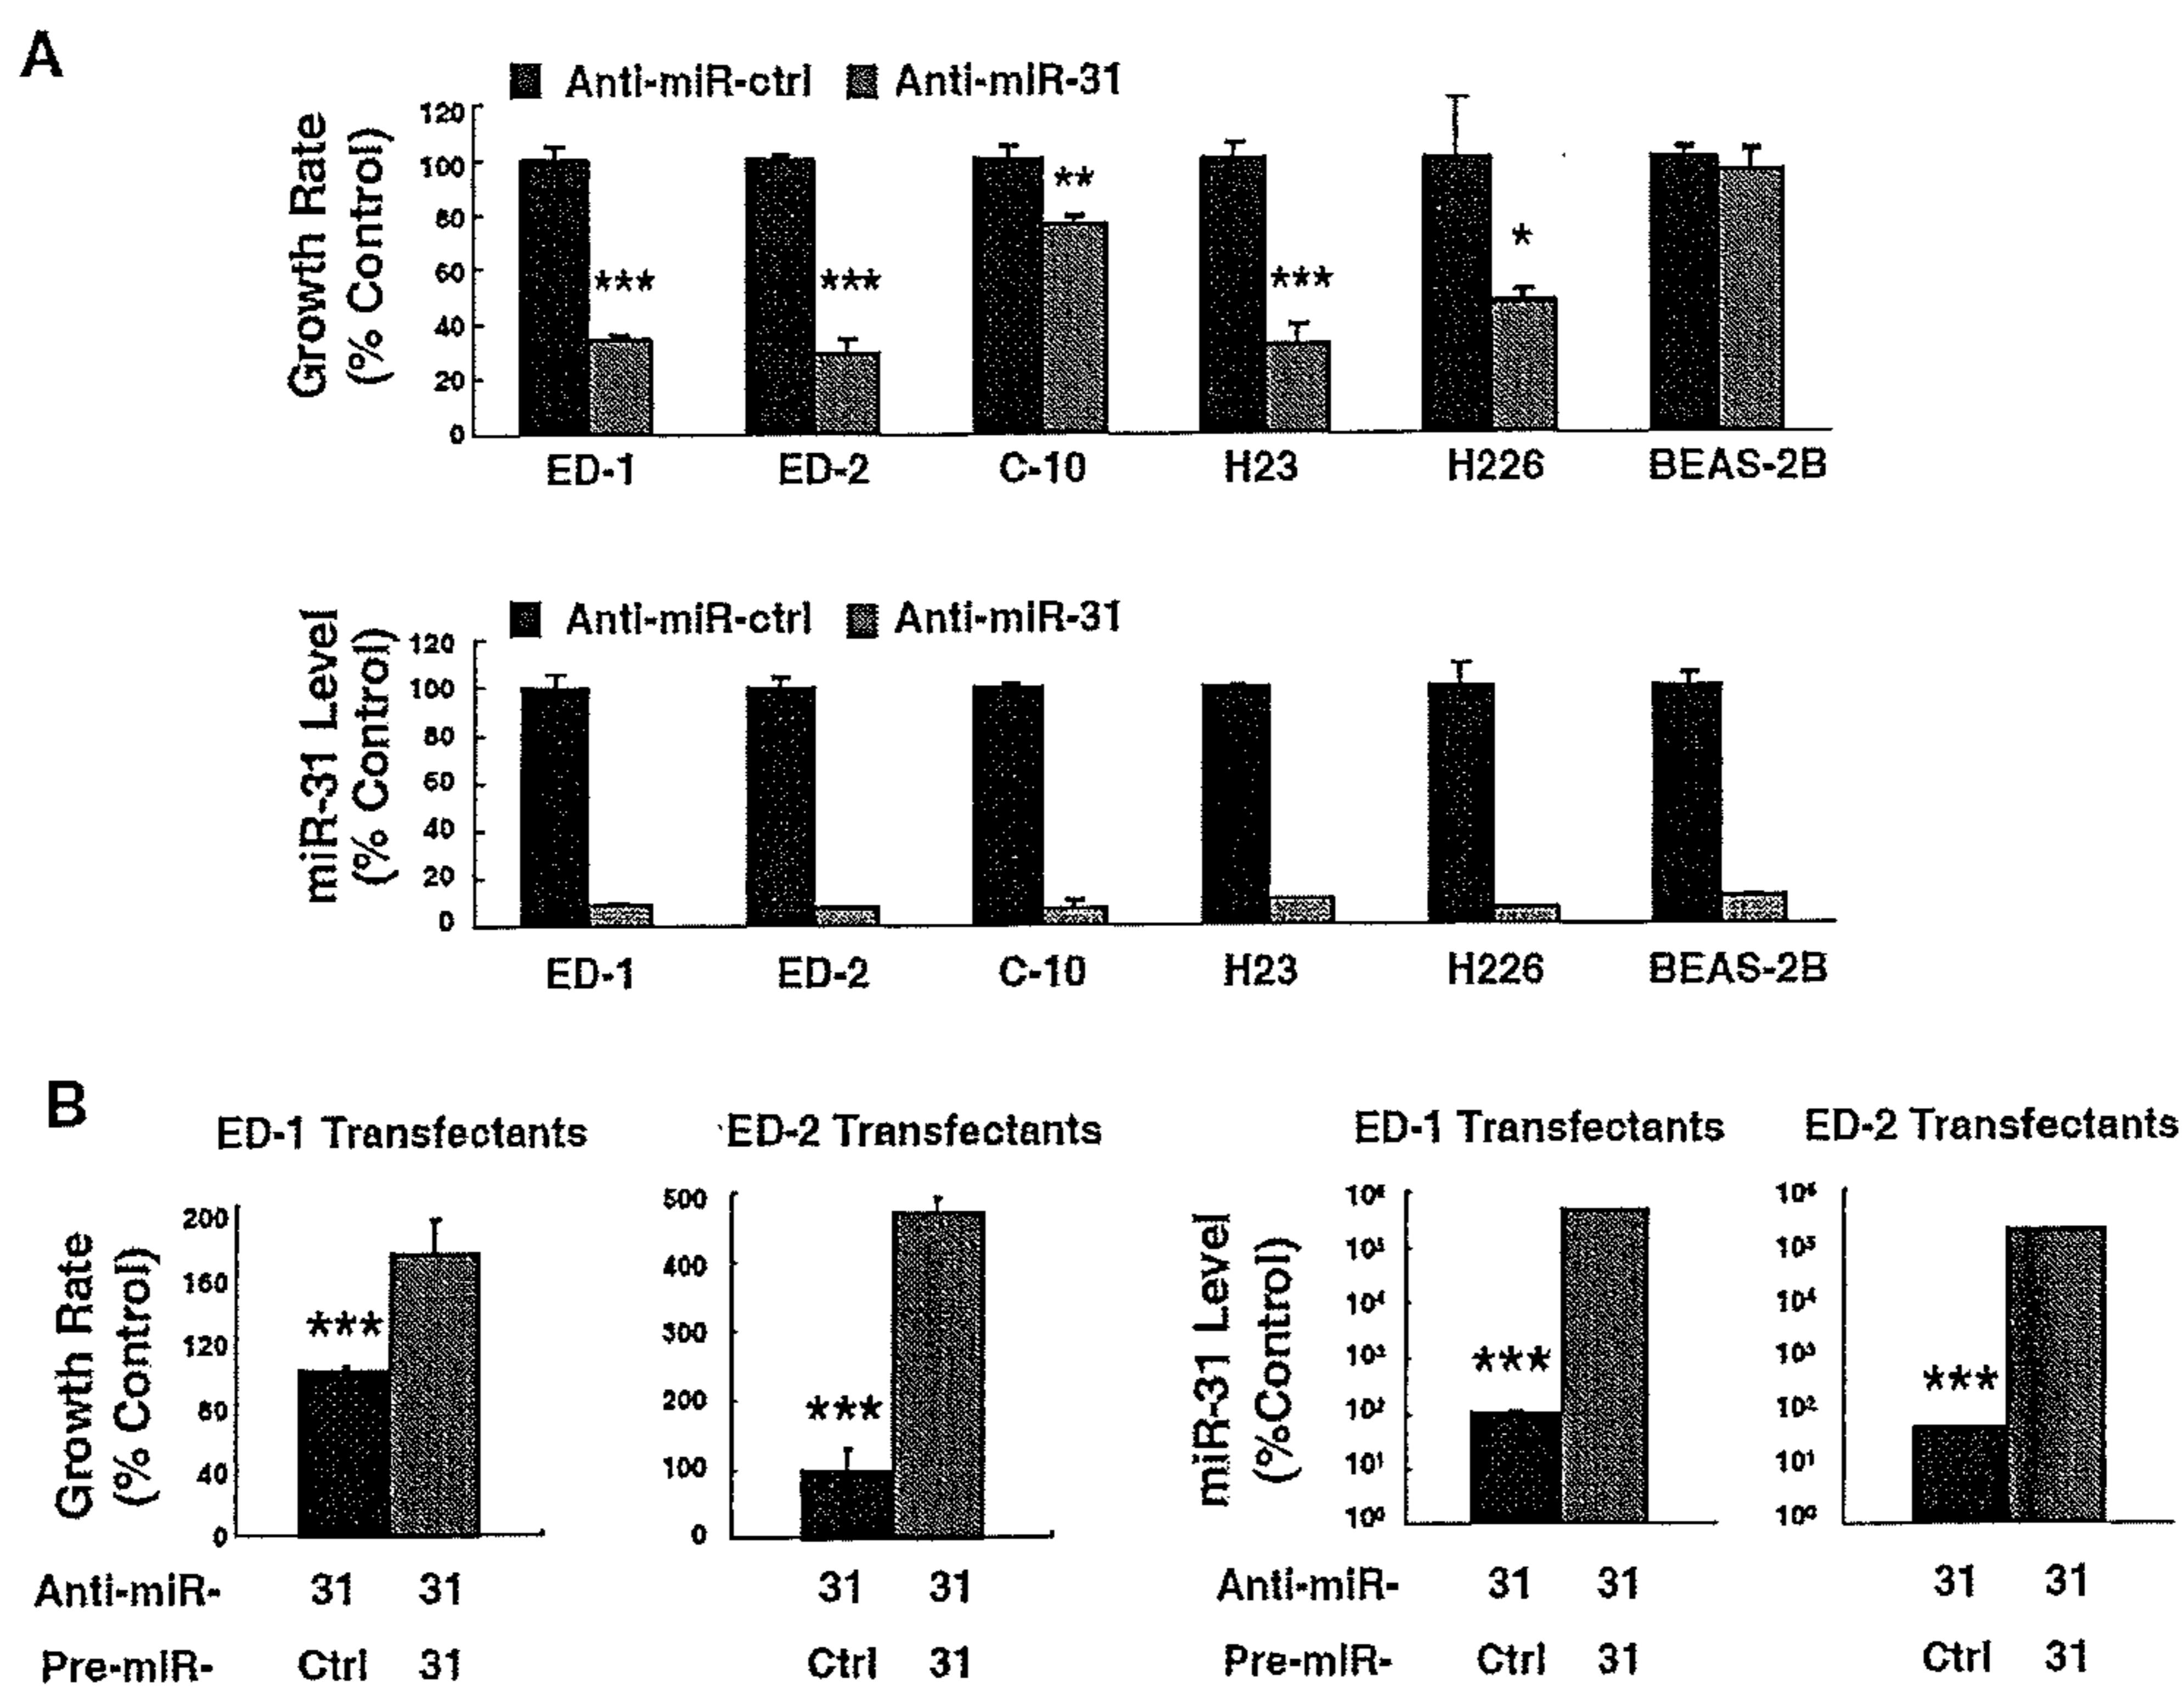 A
Anti-miR-ctrl Anti-miR-31
Growth Rate
(% Control)
120
100
80
60
40
20
0
***
***
**
***
*
ED-1 ED-2 C-10 H23 H226 BEAS-2B
Anti-miR-ctrl Anti-miR-31
miR-31 Level
(% Control)
120
100
80
60
40
20
0
ED-1 ED-2 C-10 H23 H226 BEAS-2B
B
ED-1 Transfectants ED-2 Transfectants ED-1 Transfectants ED-2 Transfectants
Growth Rate
(% Control)
200
160
120
80
40
0
***
500
400
300
200
100
0
***
miR-31 Level
(%Control)
10⁶
10⁵
10⁴
10³
10²
10¹
10⁰
***
10⁶
10⁵
10⁴
10³
10²
10¹
10⁰
***
Anti-miR- 31 31 31 31 Anti-miR- 31 31 31 31
Pre-miR- Ctrl 31 Ctrl 31 Pre-miR- Ctrl 31 Ctrl 31